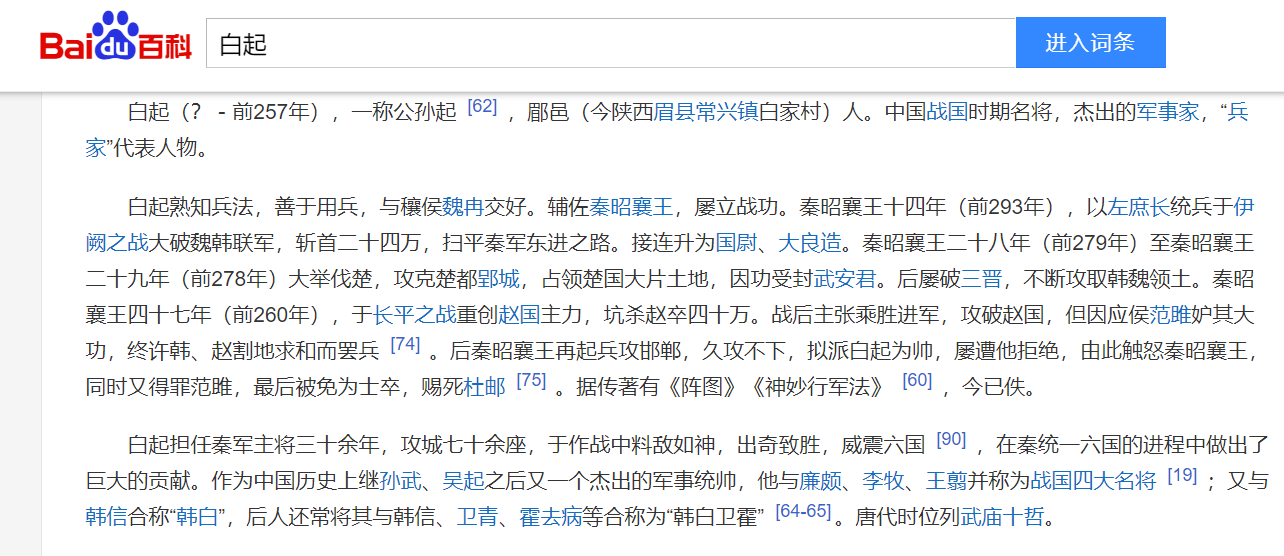 Bai du 百科 白起 进入词条
白起（？ - 前257年），一称公孙起 [62] ，郿邑（今陕西眉县常兴镇白家村）人。中国战国时期名将，杰出的军事家，“兵
家”代表人物。
白起熟知兵法，善于用兵，与穰侯魏冉交好。辅佐秦昭襄王，屡立战功。秦昭襄王十四年（前293年），以左庶长统兵于伊
阙之战大破魏韩联军，斩首二十四万，扫平秦军东进之路。接连升为国尉、大良造。秦昭襄王二十八年（前279年）至秦昭襄王
二十九年（前278年）大举伐楚，攻克楚都郢城，占领楚国大片土地，因功受封武安君。后屡破三晋，不断攻取韩魏领土。秦昭
襄王四十七年（前260年），于长平之战重创赵国主力，坑杀赵卒四十万。战后主张乘胜进军，攻破赵国，但因应侯范雎妒其大
功，终许韩、赵割地求和而罢兵 [74] 。后秦昭襄王再起兵攻邯郸，久攻不下，拟派白起为帅，屡遭他拒绝，由此触怒秦昭襄王，
同时又得罪范雎，最后被免为士卒，赐死杜邮 [75] 。据传著有《阵图》《神妙行军法》 [60] ，今已佚。
白起担任秦军主将三十余年，攻城七十余座，于作战中料敌如神，出奇致胜，威震六国 [90] ，在秦统一六国的进程中做出了
巨大的贡献。作为中国历史上继孙武、吴起之后又一个杰出的军事统帅，他与廉颇、李牧、王翦并称为战国四大名将 [19] ；又与
韩信合称“韩白”，后人还常将其与韩信、卫青、霍去病等合称为“韩白卫霍” [64-65] 。唐代时位列武庙十哲。